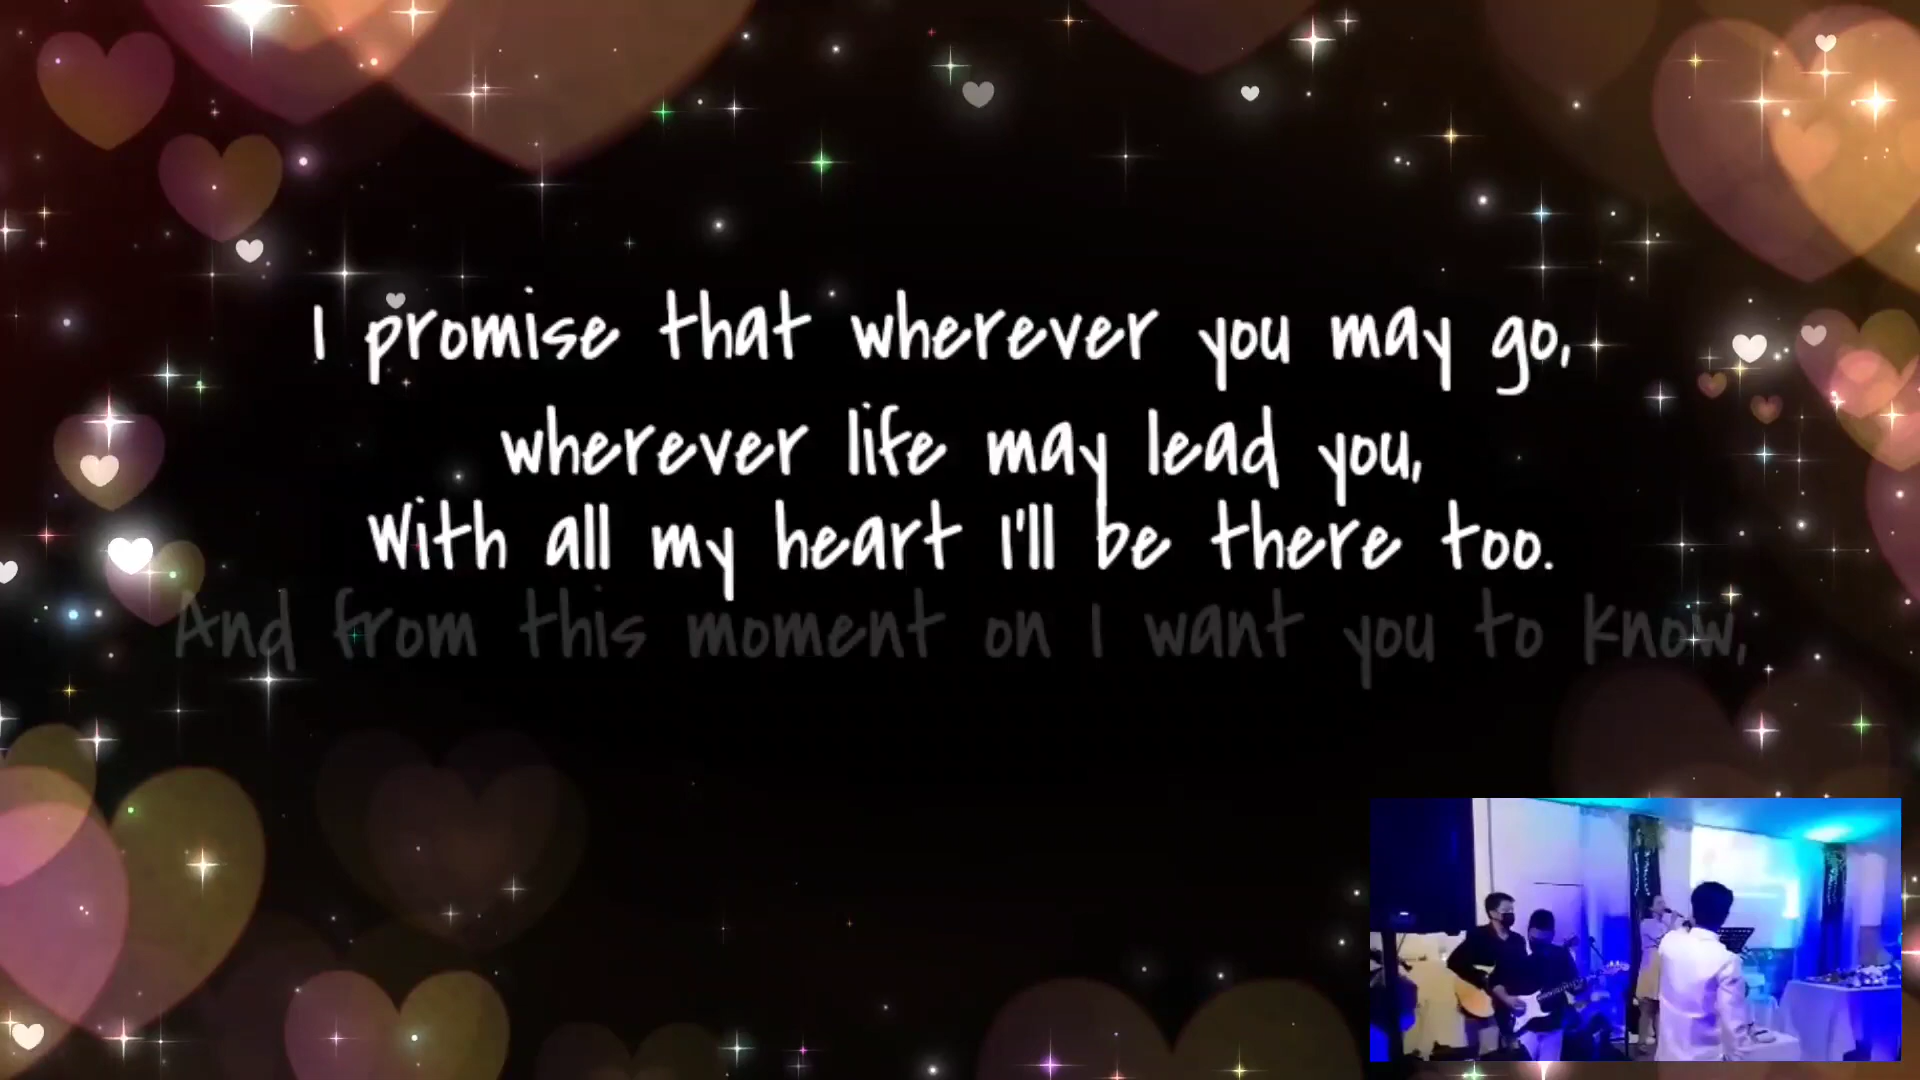 I promise that wherever you may go,
wherever life may lead you,
With all my heart I'll be there too.
And from this moment on I want you to know,